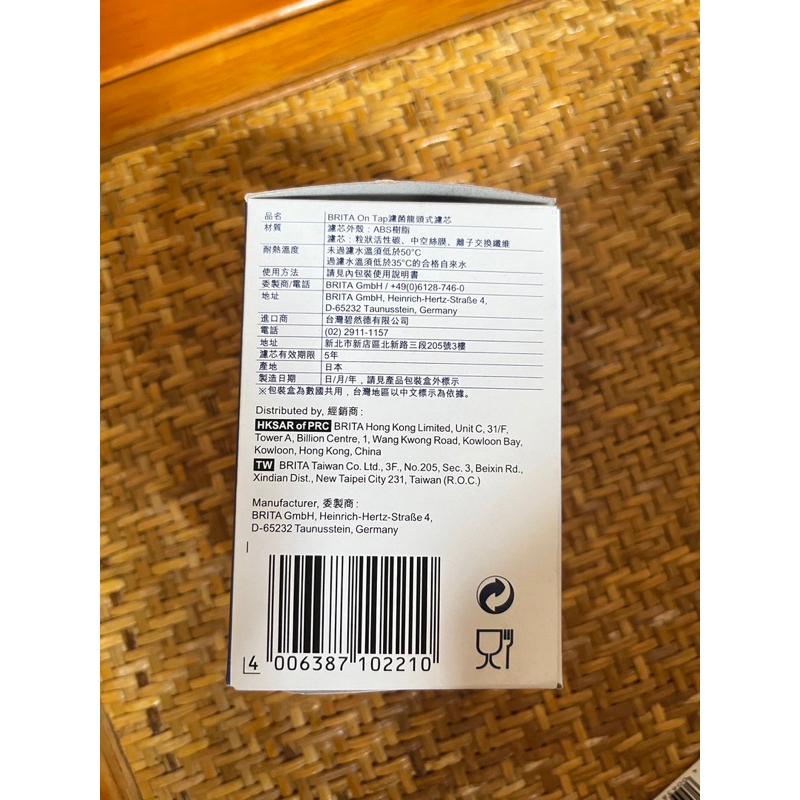 品名 BRITA On Tap濾菌龍頭式濾芯
材質 濾芯外殼：ABS樹脂
濾芯：粒狀活性碳、中空絲膜、離子交換纖維
耐熱溫度 未過濾水溫須低於50°C
過濾水溫須低於35°C的合格自來水
使用方法 請見內包裝使用說明書
委製商/電話 BRITA GmbH / +49(0)6128-746-0
地址 BRITA GmbH, Heinrich-Hertz-Straße 4,
D-65232 Taunusstein, Germany
進口商 台灣碧然德有限公司
電話 (02) 2911-1157
地址 新北市新店區北新路三段205號3樓
濾芯有效期限 5年
產地 日本
製造日期 日/月/年，請見產品包裝盒外標示
※包裝盒為數國共用，台灣地區以中文標示為依據。
Distributed by, 經銷商：
HKSAR of PRC BRITA Hong Kong Limited, Unit C, 31/F,
Tower A, Billion Centre, 1, Wang Kwong Road, Kowloon Bay,
Kowloon, Hong Kong, China
TW BRITA Taiwan Co. Ltd., 3F., No.205, Sec. 3, Beixin Rd.,
Xindian Dist., New Taipei City 231, Taiwan (R.O.C.)
Manufacturer, 委製商：
BRITA GmbH, Heinrich-Hertz-Straße 4,
D-65232 Taunusstein, Germany
4 006387 102210